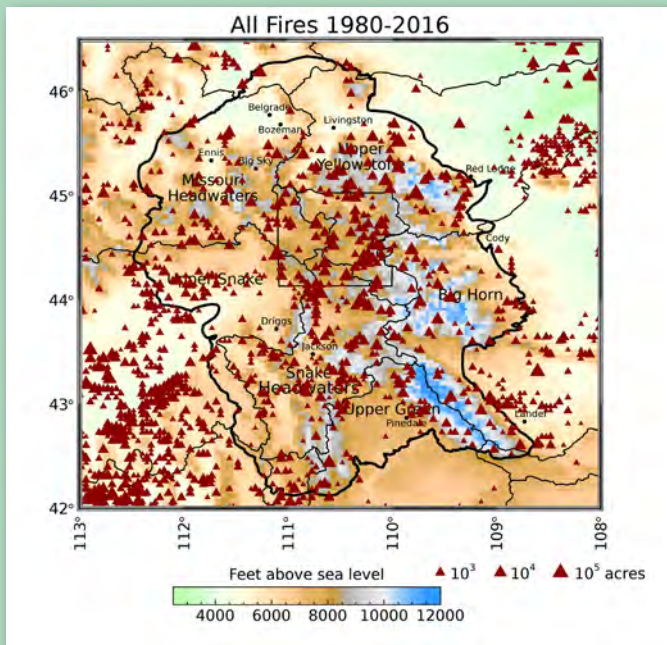 All Fires 1980-2016
46°
45°
44°
43°
42°
Belgrade
Bozeman
Livingston
Ennis
Big Sky
Upper
Yellowstone
Red Lodge
Missouri
Headwaters
Cody
Upper Snake
Big Horn
Driggs
Jackson
Snake
Headwaters
Upper Green
Pinedale
Lander
113°
112°
111°
110°
109°
108°
Feet above sea level
10³ 10⁴ 10⁵ acres
4000 6000 8000 10000 12000